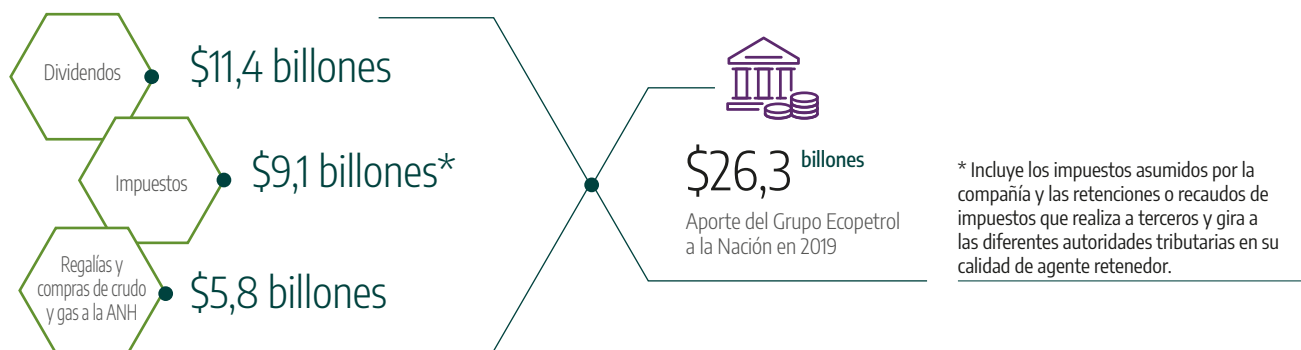 Dividendos
$11,4 billones
Impuestos
$9,1 billones*
Regalías y
compras de crudo
y gas a la ANH
$5,8 billones
$26,3 billones
Aporte del Grupo Ecopetrol
a la Nación en 2019
* Incluye los impuestos asumidos por la
compañía y las retenciones o recaudos de
impuestos que realiza a terceros y gira a
las diferentes autoridades tributarias en su
calidad de agente retenedor.